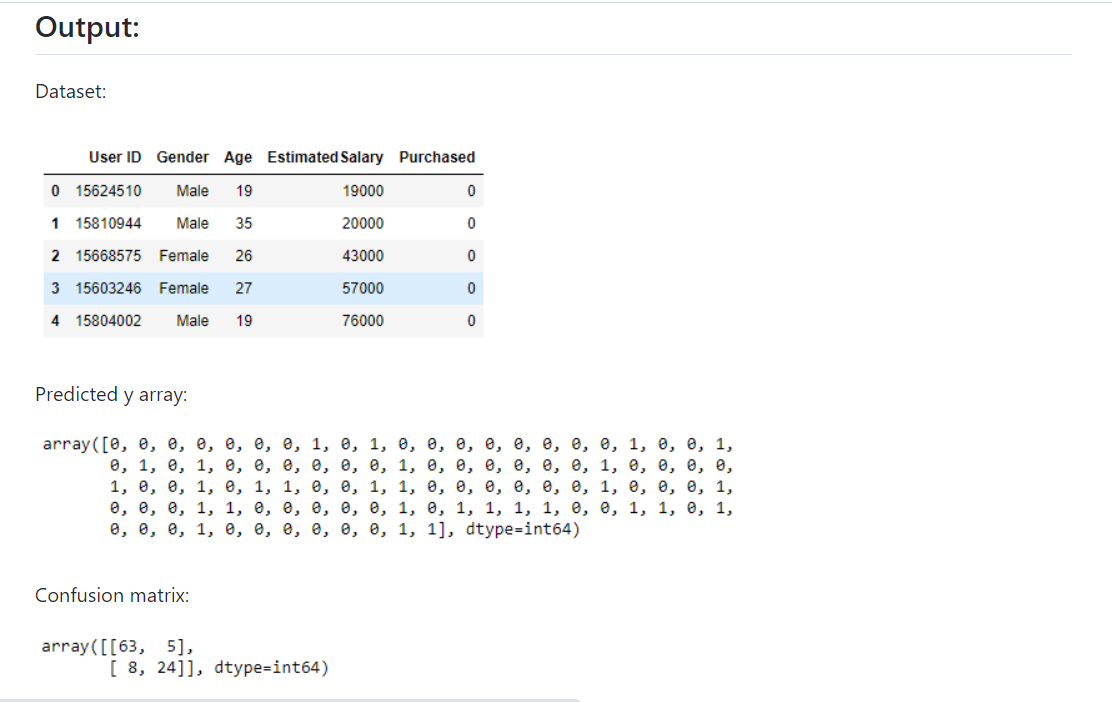 Output:
Dataset:
User ID Gender Age EstimatedSalary Purchased
0 15624510 Male 19 19000 0
1 15810944 Male 35 20000 0
2 15668575 Female 26 43000 0
3 15603246 Female 27 57000 0
4 15804002 Male 19 76000 0
Predicted y array:
array([0, 0, 0, 0, 0, 0, 0, 1, 0, 1, 0, 0, 0, 0, 0, 0, 0, 0, 1, 0, 0, 1,
0, 1, 0, 1, 0, 0, 0, 0, 0, 0, 1, 0, 0, 0, 0, 0, 0, 1, 0, 0, 0, 0,
1, 0, 0, 1, 0, 1, 1, 0, 0, 1, 1, 0, 0, 0, 0, 0, 0, 1, 0, 0, 0, 1,
0, 0, 0, 1, 1, 0, 0, 0, 0, 0, 1, 0, 1, 1, 1, 1, 0, 0, 1, 1, 0, 1,
0, 0, 0, 1, 0, 0, 0, 0, 0, 0, 1, 1], dtype=int64)
Confusion matrix:
array([[63, 5],
[ 8, 24]], dtype=int64)